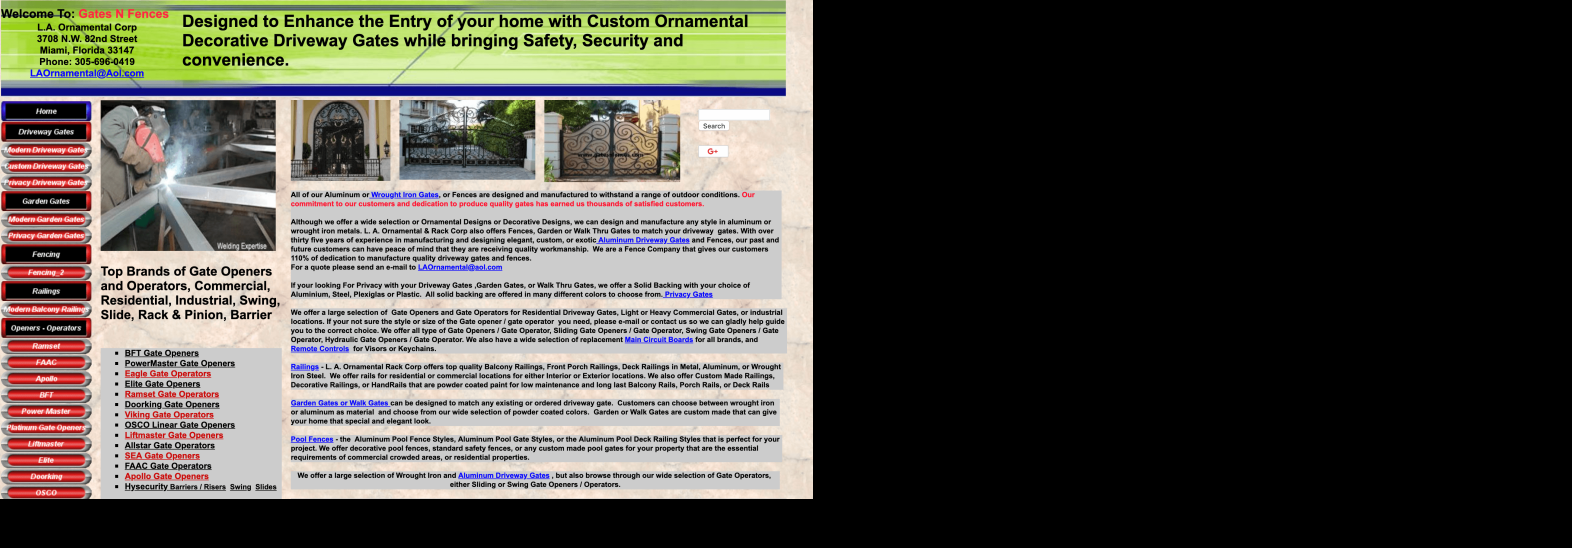 Welcome To: Gates N Fences
L.A. Ornamental Corp
3708 N.W. 82nd Street
Miami, Florida 33147
Phone: 305-696-0419
LAOrnamental@Aol.com
Designed to Enhance the Entry of your home with Custom Ornamental
Decorative Driveway Gates while bringing Safety, Security and
convenience.
Home
Driveway Gates
Modern Driveway Gates
Custom Driveway Gates
Privacy Driveway Gates
Garden Gates
Modern Garden Gates
Privacy Garden Gates
Fencing
Fencing_2
Railings
Modern Balcony Railings
Openers - Operators
Ramset
FAAC
Apollo
BFT
Power Master
Platinum Gate Openers
Liftmaster
Elite
Doorking
OSCO
Welding Expertise
Top Brands of Gate Openers
and Operators, Commercial,
Residential, Industrial, Swing,
Slide, Rack & Pinion, Barrier
BFT Gate Openers
PowerMaster Gate Openers
Eagle Gate Operators
Elite Gate Openers
Ramset Gate Operators
Doorking Gate Openers
Viking Gate Operators
OSCO Linear Gate Openers
Liftmaster Gate Openers
Allstar Gate Operators
SEA Gate Openers
FAAC Gate Operators
Apollo Gate Openers
Hysecurity Barriers / Risers Swing Slides
Search
G+
All of our Aluminum or Wrought Iron Gates, or Fences are designed and manufactured to withstand a range of outdoor conditions. Our
commitment to our customers and dedication to produce quality gates has earned us thousands of satisfied customers.
Although we offer a wide selection or Ornamental Designs or Decorative Designs, we can design and manufacture any style in aluminum or
wrought iron metals. L. A. Ornamental & Rack Corp also offers Fences, Garden or Walk Thru Gates to match your driveway gates. With over
thirty five years of experience in manufacturing and designing elegant, custom, or exotic Aluminum Driveway Gates and Fences, our past and
future customers can have peace of mind that they are receiving quality workmanship. We are a Fence Company that gives our customers
110% of dedication to manufacture quality driveway gates and fences.
For a quote please send an e-mail to LAOrnamental@aol.com
If your looking For Privacy with your Driveway Gates ,Garden Gates, or Walk Thru Gates, we offer a Solid Backing with your choice of
Aluminium, Steel, Plexiglas or Plastic. All solid backing are offered in many different colors to choose from. Privacy Gates
We offer a large selection of Gate Openers and Gate Operators for Residential Driveway Gates, Light or Heavy Commercial Gates, or industrial
locations. If your not sure the style or size of the Gate opener / gate operator you need, please e-mail or contact us so we can gladly help guide
you to the correct choice. We offer all type of Gate Openers / Gate Operator, Sliding Gate Openers / Gate Operator, Swing Gate Openers / Gate
Operator, Hydraulic Gate Openers / Gate Operator. We also have a wide selection of replacement Main Circuit Boards for all brands, and
Remote Controls for Visors or Keychains.
Railings - L. A. Ornamental Rack Corp offers top quality Balcony Railings, Front Porch Railings, Deck Railings in Metal, Aluminum, or Wrought
Iron Steel. We offer rails for residential or commercial locations for either Interior or Exterior locations. We also offer Custom Made Railings,
Decorative Railings, or HandRails that are powder coated paint for low maintenance and long last Balcony Rails, Porch Rails, or Deck Rails
Garden Gates or Walk Gates can be designed to match any existing or ordered driveway gate. Customers can choose between wrought iron
or aluminum as material and choose from our wide selection of powder coated colors. Garden or Walk Gates are custom made that can give
your home that special and elegant look.
Pool Fences - the Aluminum Pool Fence Styles, Aluminum Pool Gate Styles, or the Aluminum Pool Deck Railing Styles that is perfect for your
project. We offer decorative pool fences, standard safety fences, or any custom made pool gates for your property that are the essential
requirements of commercial crowded areas, or residential properties.
We offer a large selection of Wrought Iron and Aluminum Driveway Gates , but also browse through our wide selection of Gate Operators,
either Sliding or Swing Gate Openers / Operators.